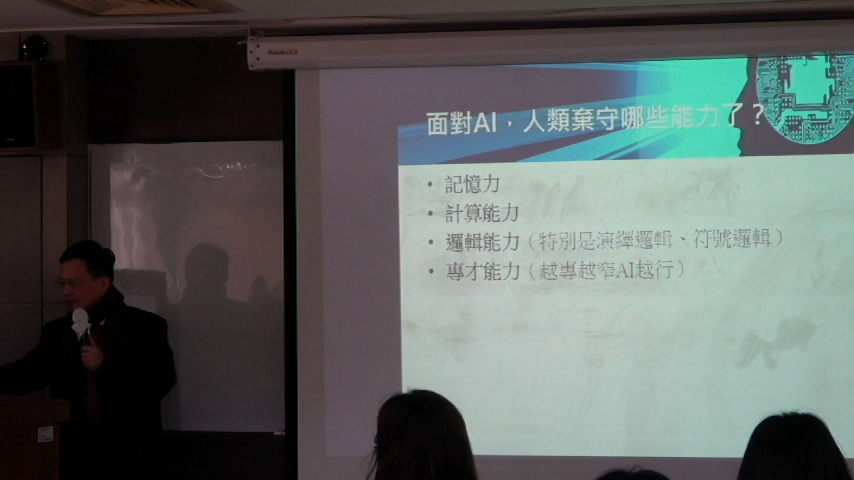 面對AI，人類棄守哪些能力了？
• 記憶力
• 計算能力
• 邏輯能力（特別是演繹邏輯、符號邏輯）
• 專才能力（越專越窄AI越行）